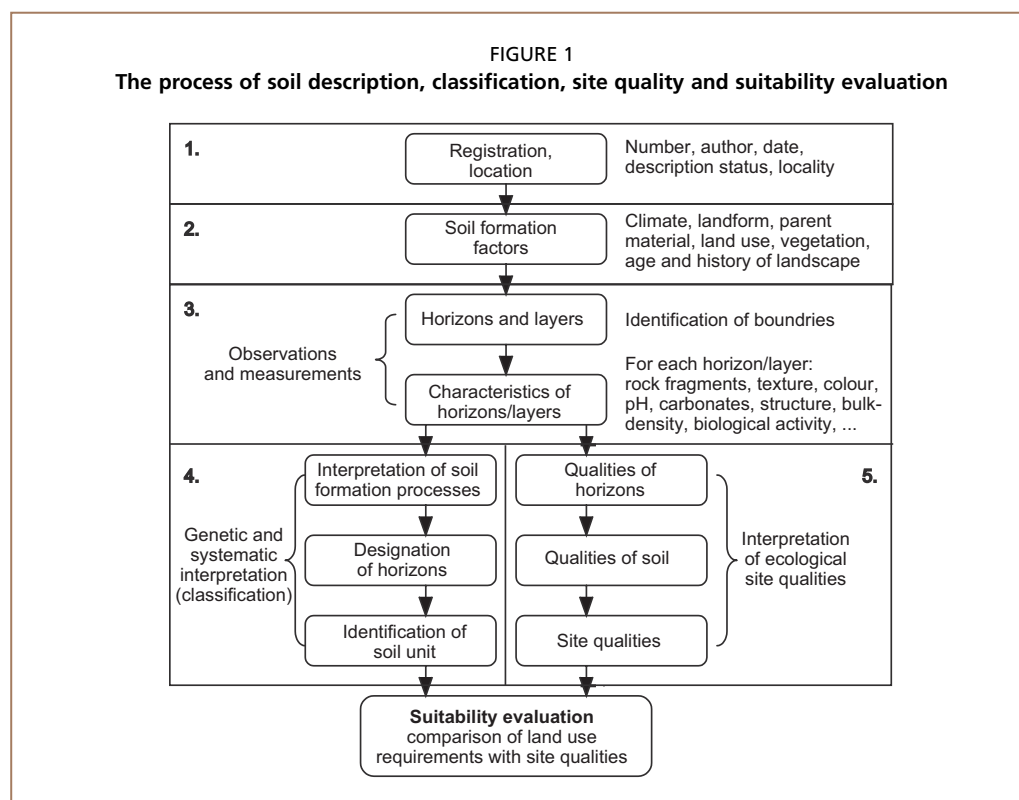 FIGURE 1
The process of soil description, classification, site quality and suitability evaluation
1.
Registration,
location
Number, author, date,
description status, locality
2.
Soil formation
factors
Climate, landform, parent
material, land use, vegetation,
age and history of landscape
3.
Observations
and measurements
Horizons and layers
Identification of boundries
Characteristics of
horizons/layers
For each horizon/layer:
rock fragments, texture, colour,
pH, carbonates, structure, bulk-
density, biological activity, ...
4.
Genetic and
systematic
interpretation
(classification)
Interpretation of soil
formation processes
Designation
of horizons
Identification of
soil unit
5.
Qualities of
horizons
Qualities of soil
Site qualities
Interpretation
of ecological
site qualities
Suitability evaluation
comparison of land use
requirements with site qualities